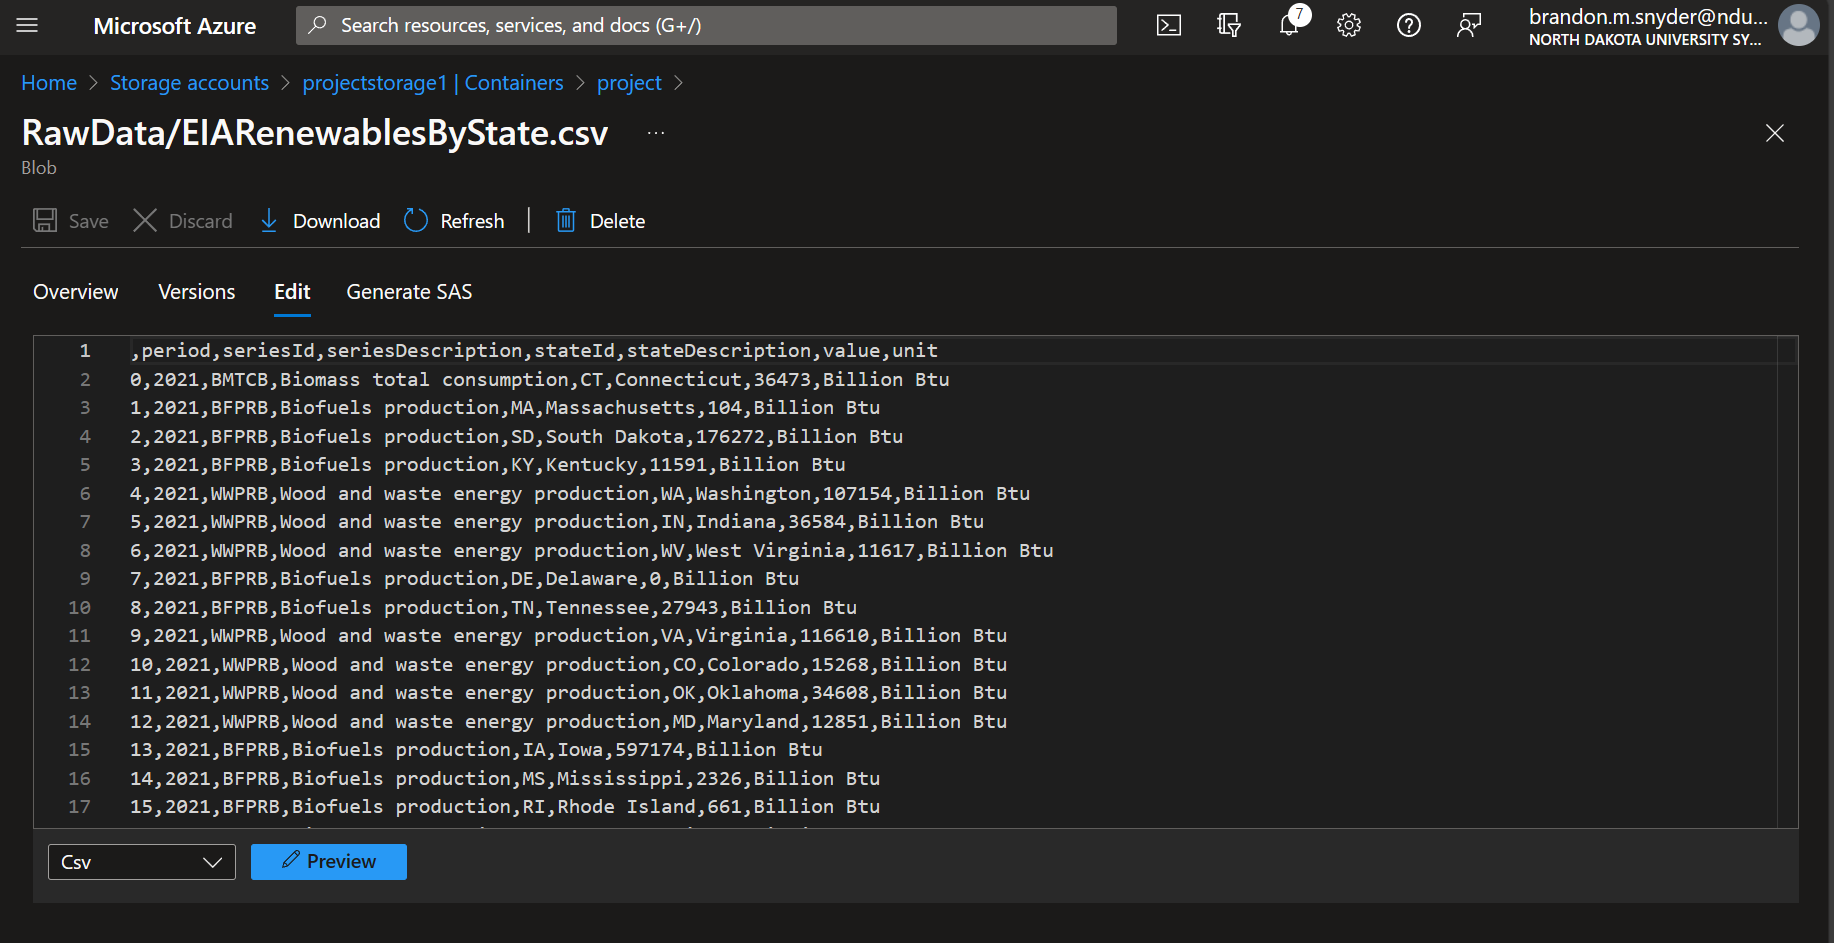 Microsoft Azure
Search resources, services, and docs (G+/)
7
brandon.m.snyder@ndu...
NORTH DAKOTA UNIVERSITY SY...
Home > Storage accounts > projectstorage1 | Containers > project >
RawData/EIARenewablesByState.csv ...
Blob
Save Discard Download Refresh | Delete
Overview Versions Edit Generate SAS
1 ,period,seriesId,seriesDescription,stateId,stateDescription,value,unit
2 0,2021,BMTCB,Biomass total consumption,CT,Connecticut,36473,Billion Btu
3 1,2021,BFPRB,Biofuels production,MA,Massachusetts,104,Billion Btu
4 2,2021,BFPRB,Biofuels production,SD,South Dakota,176272,Billion Btu
5 3,2021,BFPRB,Biofuels production,KY,Kentucky,11591,Billion Btu
6 4,2021,WWPRB,Wood and waste energy production,WA,Washington,107154,Billion Btu
7 5,2021,WWPRB,Wood and waste energy production,IN,Indiana,36584,Billion Btu
8 6,2021,WWPRB,Wood and waste energy production,WV,West Virginia,11617,Billion Btu
9 7,2021,BFPRB,Biofuels production,DE,Delaware,0,Billion Btu
10 8,2021,BFPRB,Biofuels production,TN,Tennessee,27943,Billion Btu
11 9,2021,WWPRB,Wood and waste energy production,VA,Virginia,116610,Billion Btu
12 10,2021,WWPRB,Wood and waste energy production,CO,Colorado,15268,Billion Btu
13 11,2021,WWPRB,Wood and waste energy production,OK,Oklahoma,34608,Billion Btu
14 12,2021,WWPRB,Wood and waste energy production,MD,Maryland,12851,Billion Btu
15 13,2021,BFPRB,Biofuels production,IA,Iowa,597174,Billion Btu
16 14,2021,BFPRB,Biofuels production,MS,Mississippi,2326,Billion Btu
17 15,2021,BFPRB,Biofuels production,RI,Rhode Island,661,Billion Btu
Csv Preview